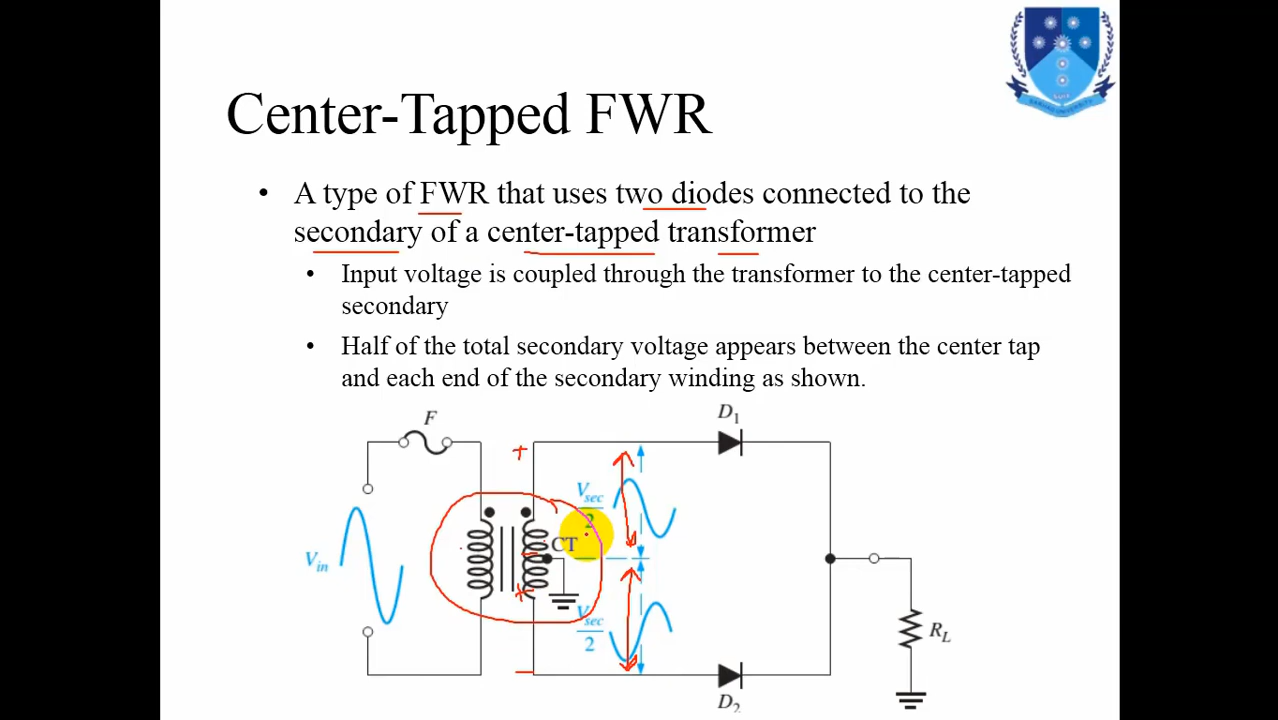 Center-Tapped FWR
• A type of FWR that uses two diodes connected to the
secondary of a center-tapped transformer
• Input voltage is coupled through the transformer to the center-tapped
secondary
• Half of the total secondary voltage appears between the center tap
and each end of the secondary winding as shown.
F
D1
+
Vsec
2
CT
Vin
Vsec
2
RL
D2